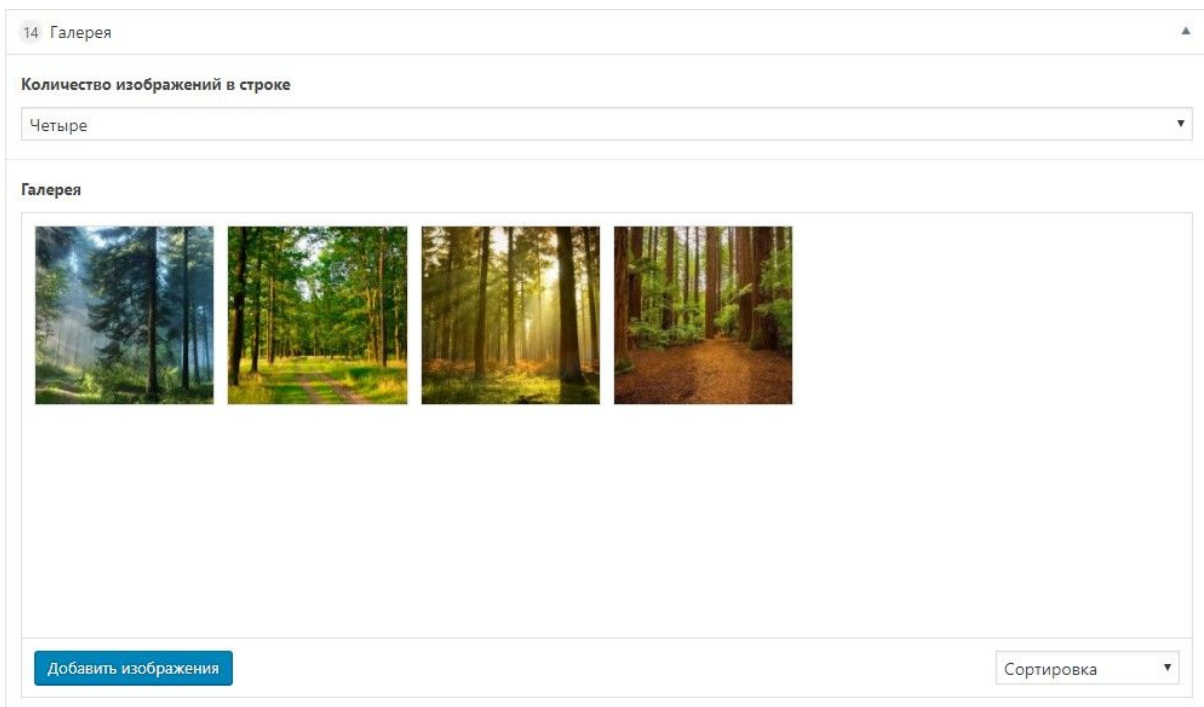 14 Галерея
Количество изображений в строке
Четыре
Галерея
Добавить изображения
Сортировка